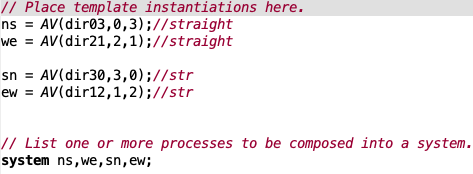 // Place template instantiations here.
ns = AV(dir03,0,3);//straight
we = AV(dir21,2,1);//straight
sn = AV(dir30,3,0);//str
ew = AV(dir12,1,2);//str
// List one or more processes to be composed into a system.
system ns,we,sn,ew;